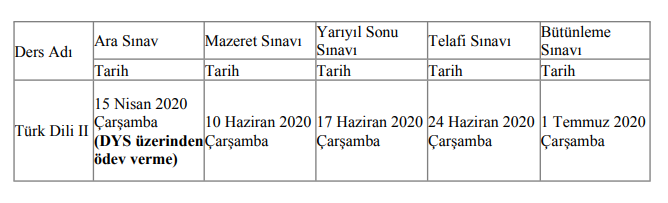 Ders Adı
Ara Sınav
Mazeret Sınavı
Yarıyıl Sonu
Sınavı
Telafi Sınavı
Bütünleme
Sınavı
Tarih
Tarih
Tarih
Tarih
Tarih
Türk Dili II
15 Nisan 2020
Çarşamba
(DYS üzerinden
ödev verme)
10 Haziran 2020
Çarşamba
17 Haziran 2020
Çarşamba
24 Haziran 2020
Çarşamba
1 Temmuz 2020
Çarşamba